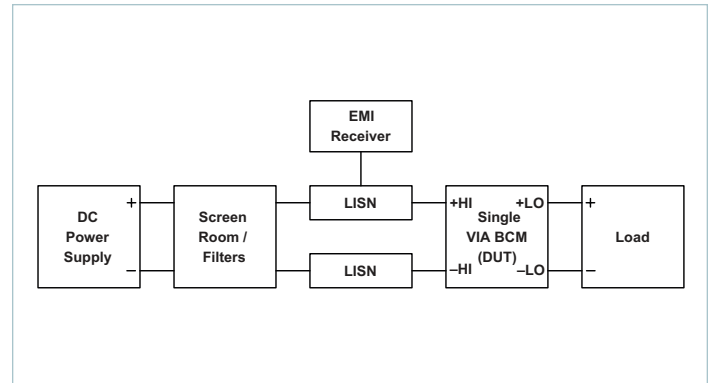 EMI
Receiver
DC
Power
Supply
+
–
Screen
Room /
Filters
LISN
LISN
+HI
+LO
Single
VIA BCM
(DUT)
–HI
–LO
+
–
Load